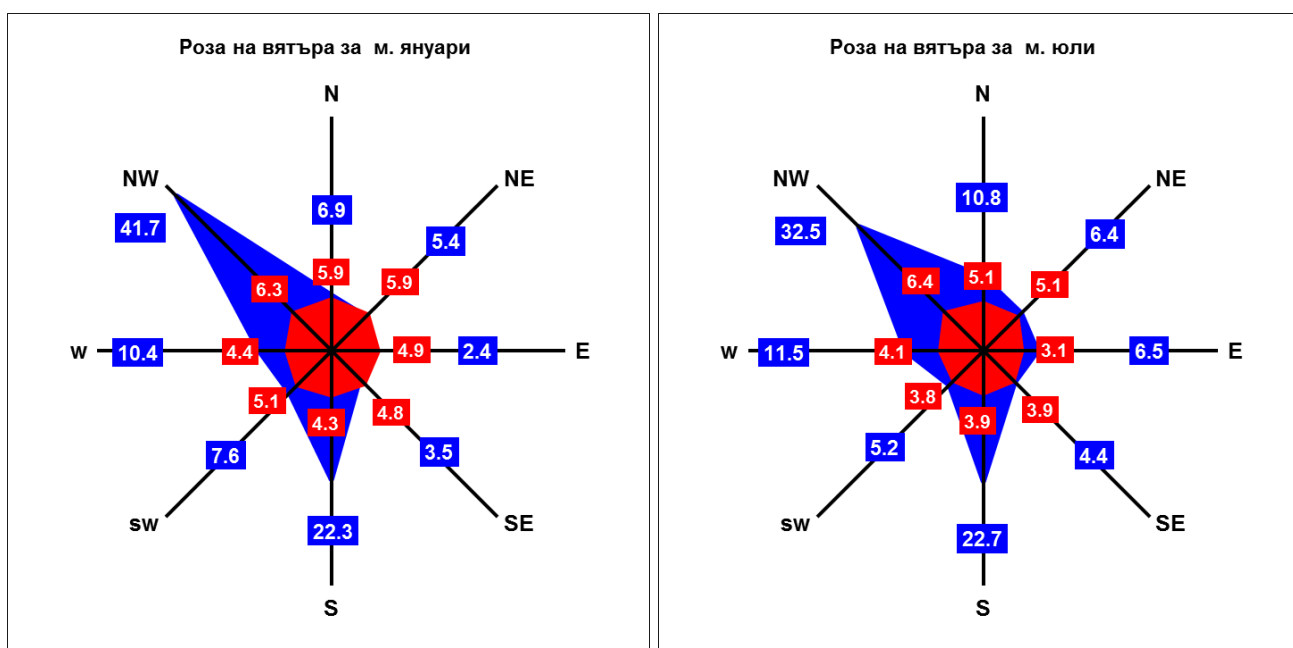 Роза на вятъра за м. януари
N
NW
NE
41.7
6.9
5.4
5.9
5.9
6.3
w
10.4
4.4
4.9
2.4
E
5.1
4.3
4.8
7.6
3.5
sw
22.3
SE
S
Роза на вятъра за м. юли
N
NW
NE
32.5
10.8
6.4
6.4
5.1
5.1
w
11.5
4.1
3.1
6.5
E
3.8
3.9
3.9
5.2
4.4
sw
22.7
SE
S